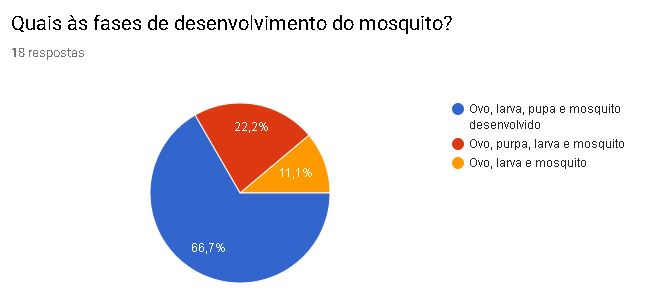 Quais às fases de desenvolvimento do mosquito?
18 respostas
Ovo, larva, pupa e mosquito
desenvolvido
Ovo, purpa, larva e mosquito
Ovo, larva e mosquito
22,2%
11,1%
66,7%